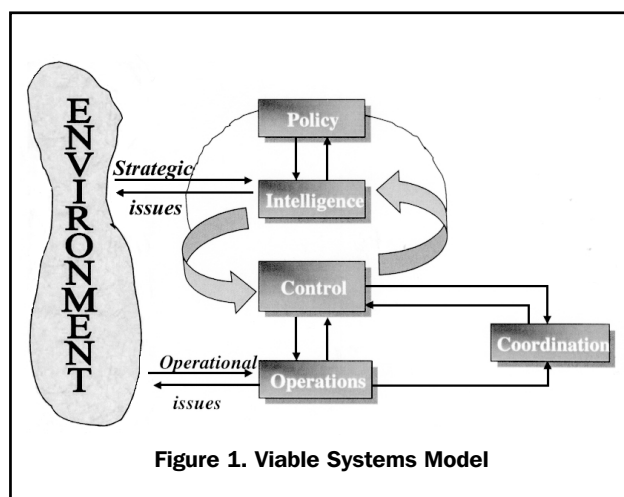 ENVIRONMENT
Policy
Strategic
issues
Intelligence
Control
Coordination
Operational
issues
Operations
Figure 1. Viable Systems Model